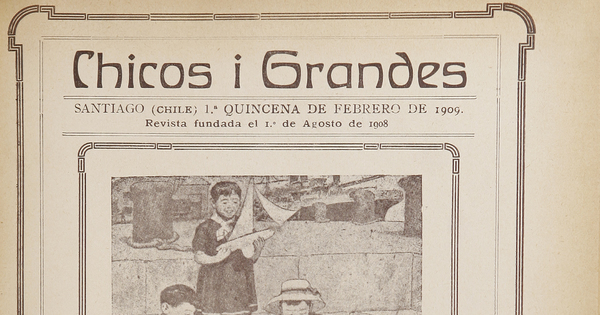 Chicos i Grandes
SANTIAGO (CHILE) 1.ª QUINCENA DE FEBRERO DE 1909.
Revista fundada el 1.º de Agosto de 1908